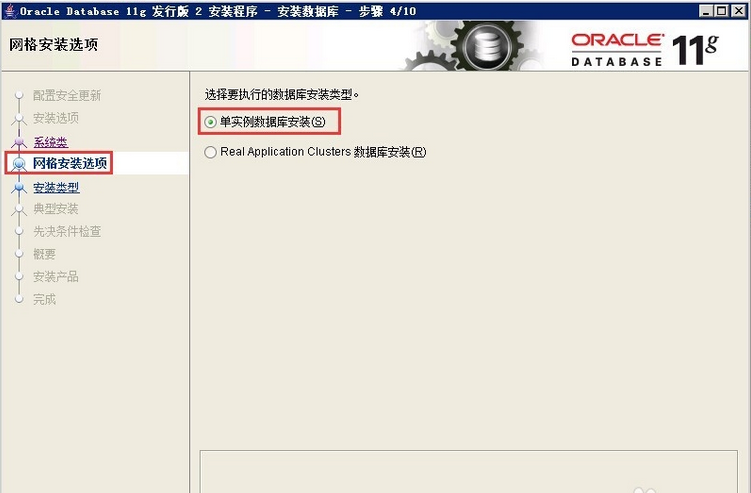 Oracle Database 11g 发行版 2 安装程序 - 安装数据库 - 步骤 4/10
网格安装选项
ORACLE
DATABASE
11g
配置安全更新
安装选项
系统类
网格安装选项
安装类型
典型安装
先决条件检查
概要
安装产品
完成
选择要执行的数据库安装类型。
单实例数据库安装(S)
Real Application Clusters 数据库安装(R)